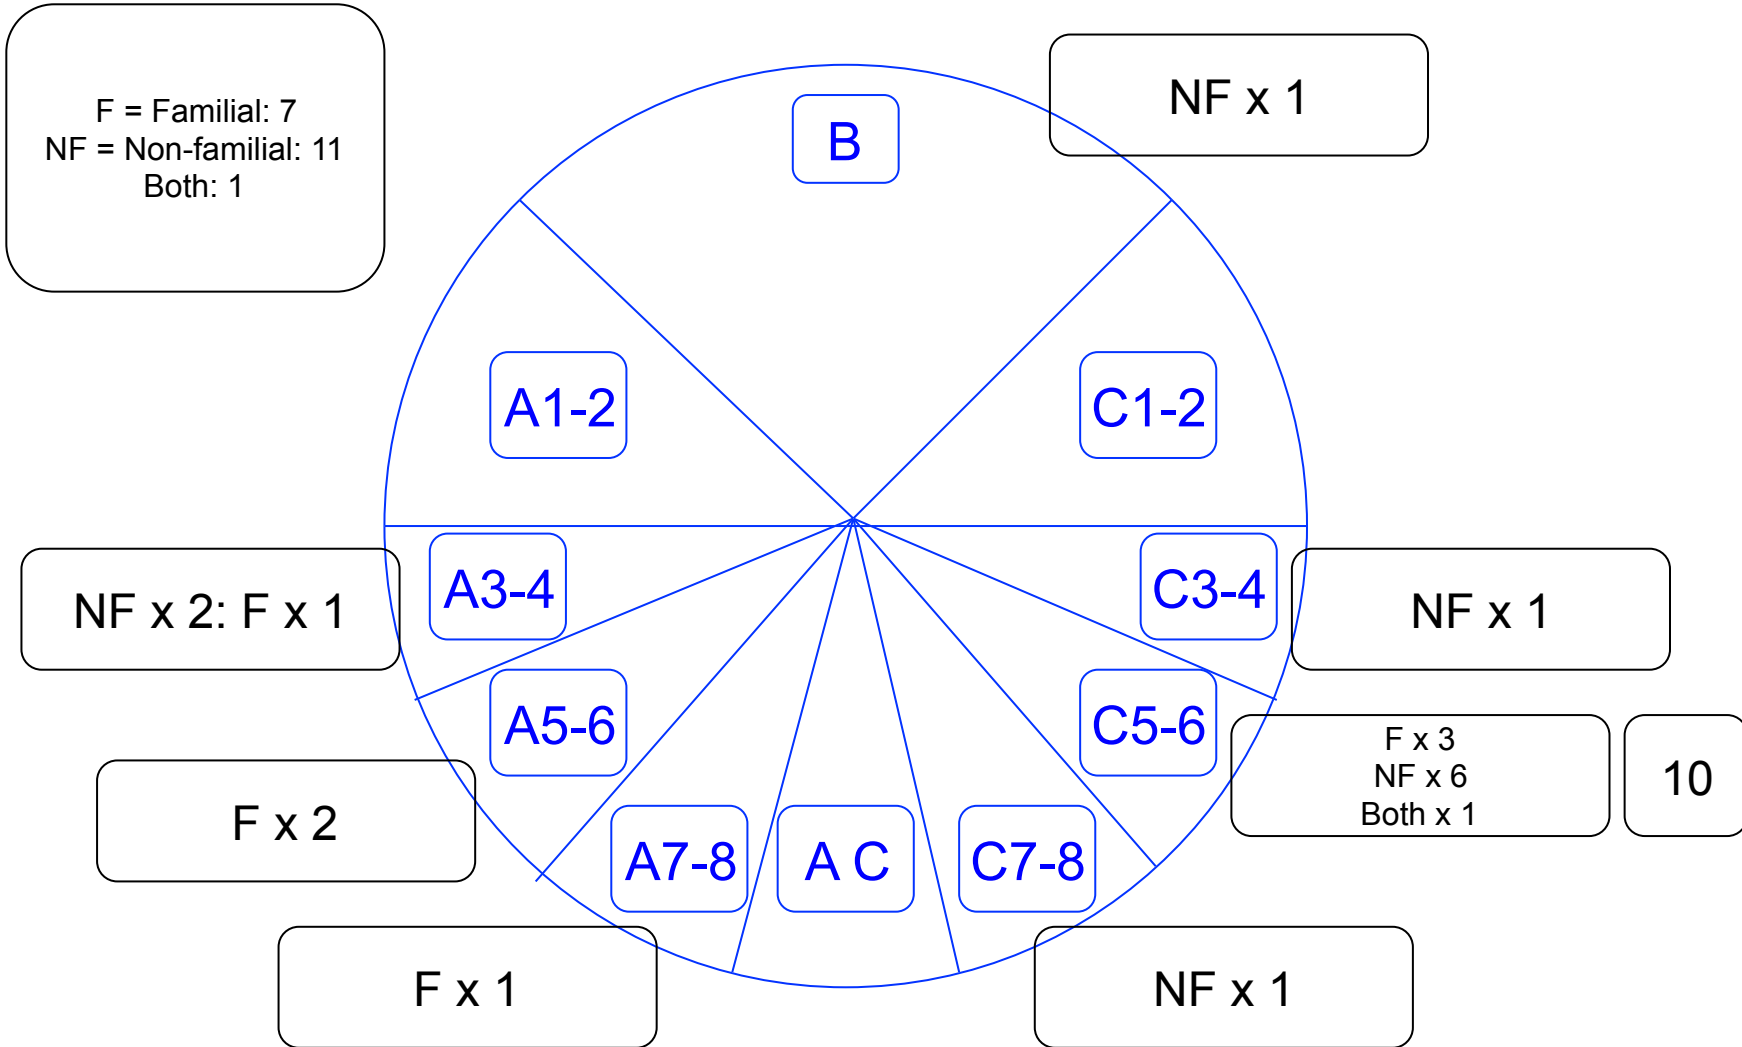 F = Familial: 7
NF = Non-familial: 11
Both: 1
NF x 1
B
A1-2
C1-2
NF x 2: F x 1
A3-4
C3-4
NF x 1
A5-6
C5-6
F x 3
NF x 6
Both x 1
10
F x 2
A7-8
A C
C7-8
F x 1
NF x 1